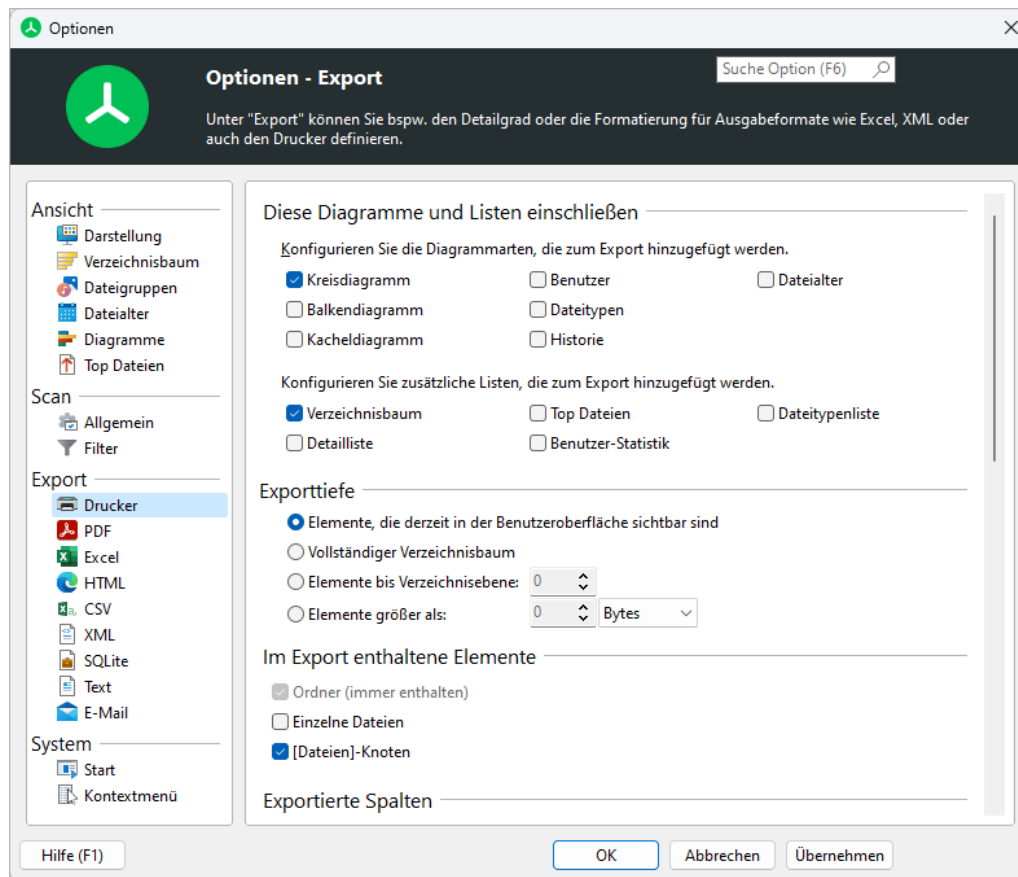 Optionen
Optionen - Export
Suche Option (F6)
Unter "Export" können Sie bspw. den Detailgrad oder die Formatierung für Ausgabeformate wie Excel, XML oder
auch den Drucker definieren.
Ansicht
Darstellung
Verzeichnisbaum
Dateigruppen
Dateialter
Diagramme
Top Dateien
Scan
Allgemein
Filter
Export
Drucker
PDF
Excel
HTML
CSV
XML
SQLite
Text
E-Mail
System
Start
Kontextmenü
Diese Diagramme und Listen einschließen
Konfigurieren Sie die Diagrammarten, die zum Export hinzugefügt werden.
Kreisdiagramm Benutzer Dateialter
Balkendiagramm Dateitypen
Kacheldiagramm Historie
Konfigurieren Sie zusätzliche Listen, die zum Export hinzugefügt werden.
Verzeichnisbaum Top Dateien Dateitypenliste
Detailliste Benutzer-Statistik
Exporttiefe
Elemente, die derzeit in der Benutzeroberfläche sichtbar sind
Vollständiger Verzeichnisbaum
Elemente bis Verzeichnisebene: 0
Elemente größer als: 0 Bytes
Im Export enthaltene Elemente
Ordner (immer enthalten)
Einzelne Dateien
[Dateien]-Knoten
Exportierte Spalten
Hilfe (F1) OK Abbrechen Übernehmen